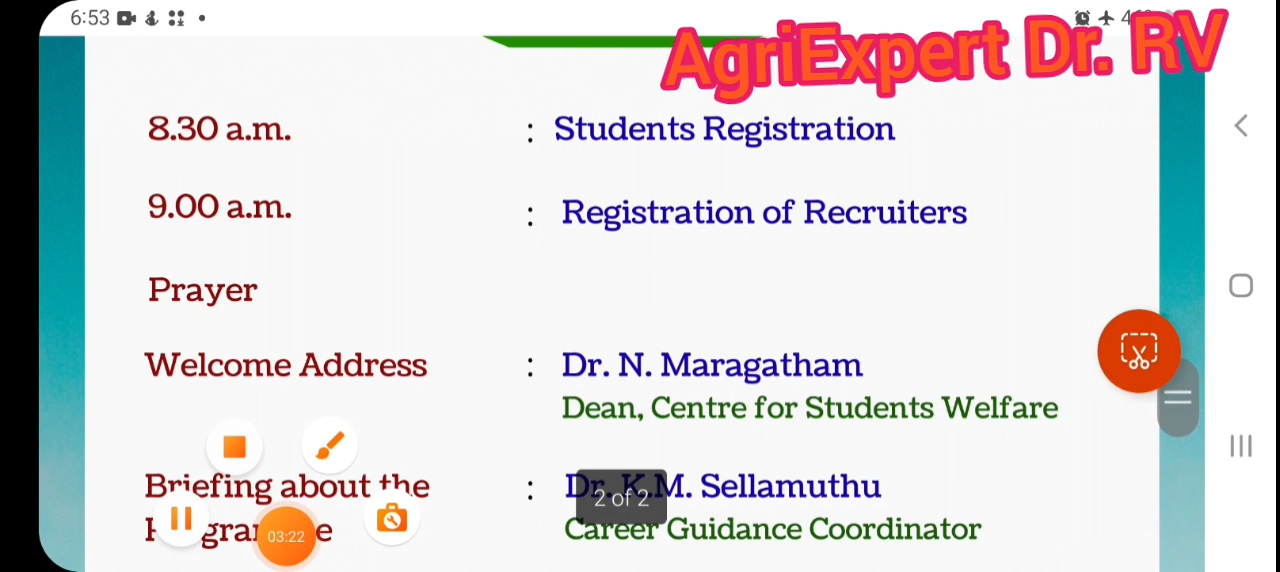 6:53
AgriExpert Dr. RV
8.30 a.m. : Students Registration
9.00 a.m. : Registration of Recruiters
Prayer
Welcome Address : Dr. N. Maragatham
Dean, Centre for Students Welfare
Briefing about the : Dr. K.M. Sellamuthu
2 of 2
Career Guidance Coordinator
03:22